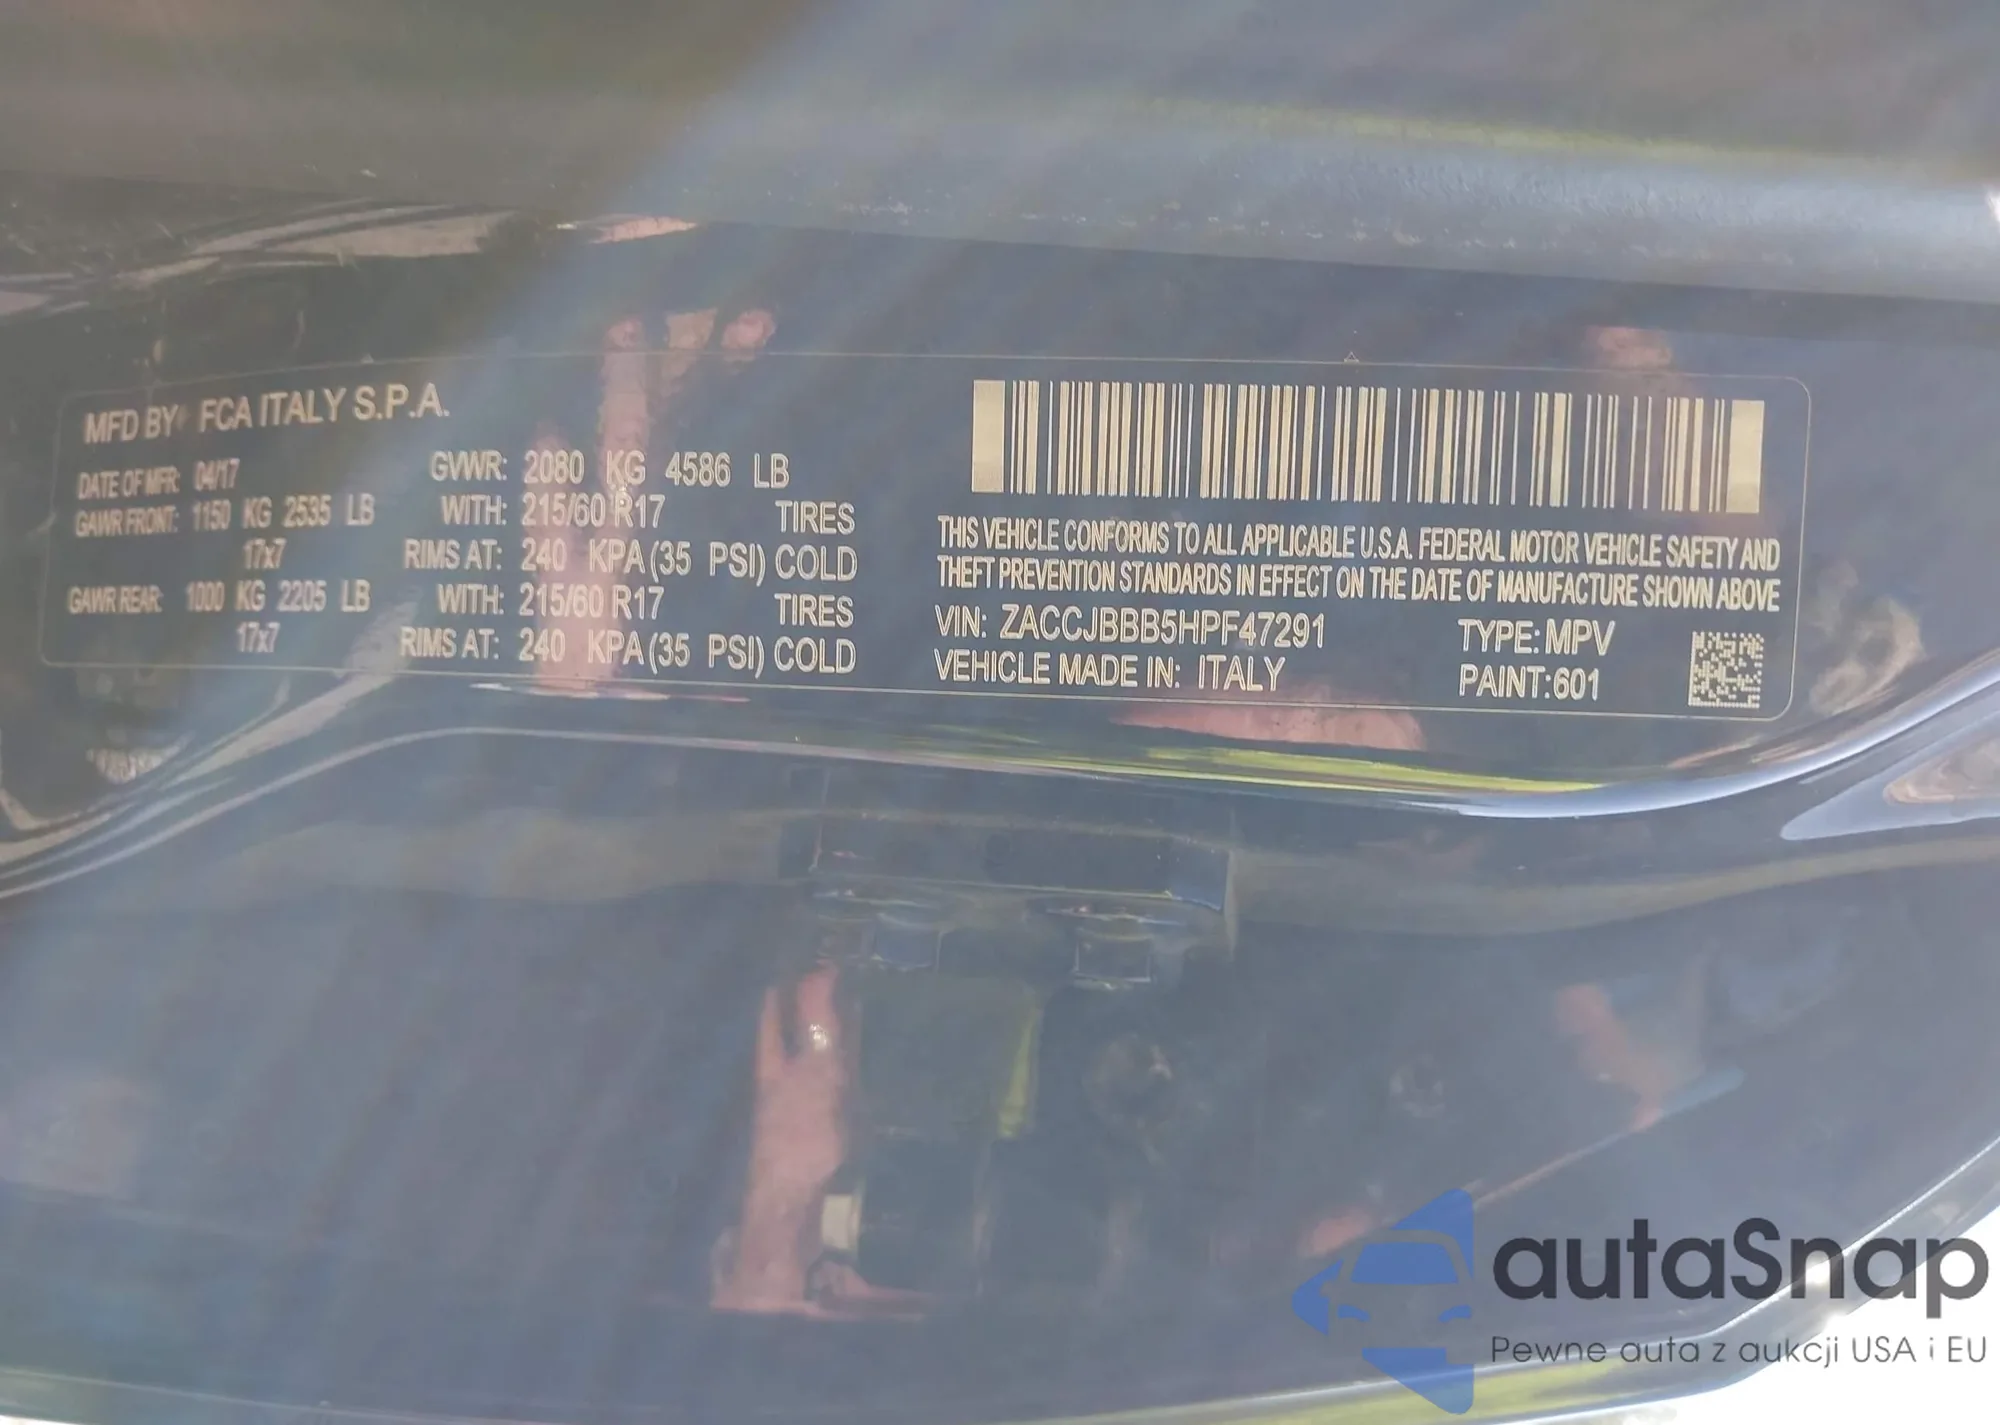 MFD BY: FCA ITALY S.P.A.
DATE OF MFR: 04/17 GVWR: 2080 KG 4586 LB
GAWR FRONT: 1150 KG 2535 LB WITH: 215/60 R17 TIRES
17x7 RIMS AT: 240 KPA (35 PSI) COLD
GAWR REAR: 1000 KG 2205 LB WITH: 215/60 R17 TIRES
17x7 RIMS AT: 240 KPA (35 PSI) COLD
THIS VEHICLE CONFORMS TO ALL APPLICABLE U.S.A. FEDERAL MOTOR VEHICLE SAFETY AND
THEFT PREVENTION STANDARDS IN EFFECT ON THE DATE OF MANUFACTURE SHOWN ABOVE
VIN: ZACCJBBB5HPF47291 TYPE: MPV
VEHICLE MADE IN: ITALY PAINT: 601
autaSnap
Pewne auta z aukcji USA i EU